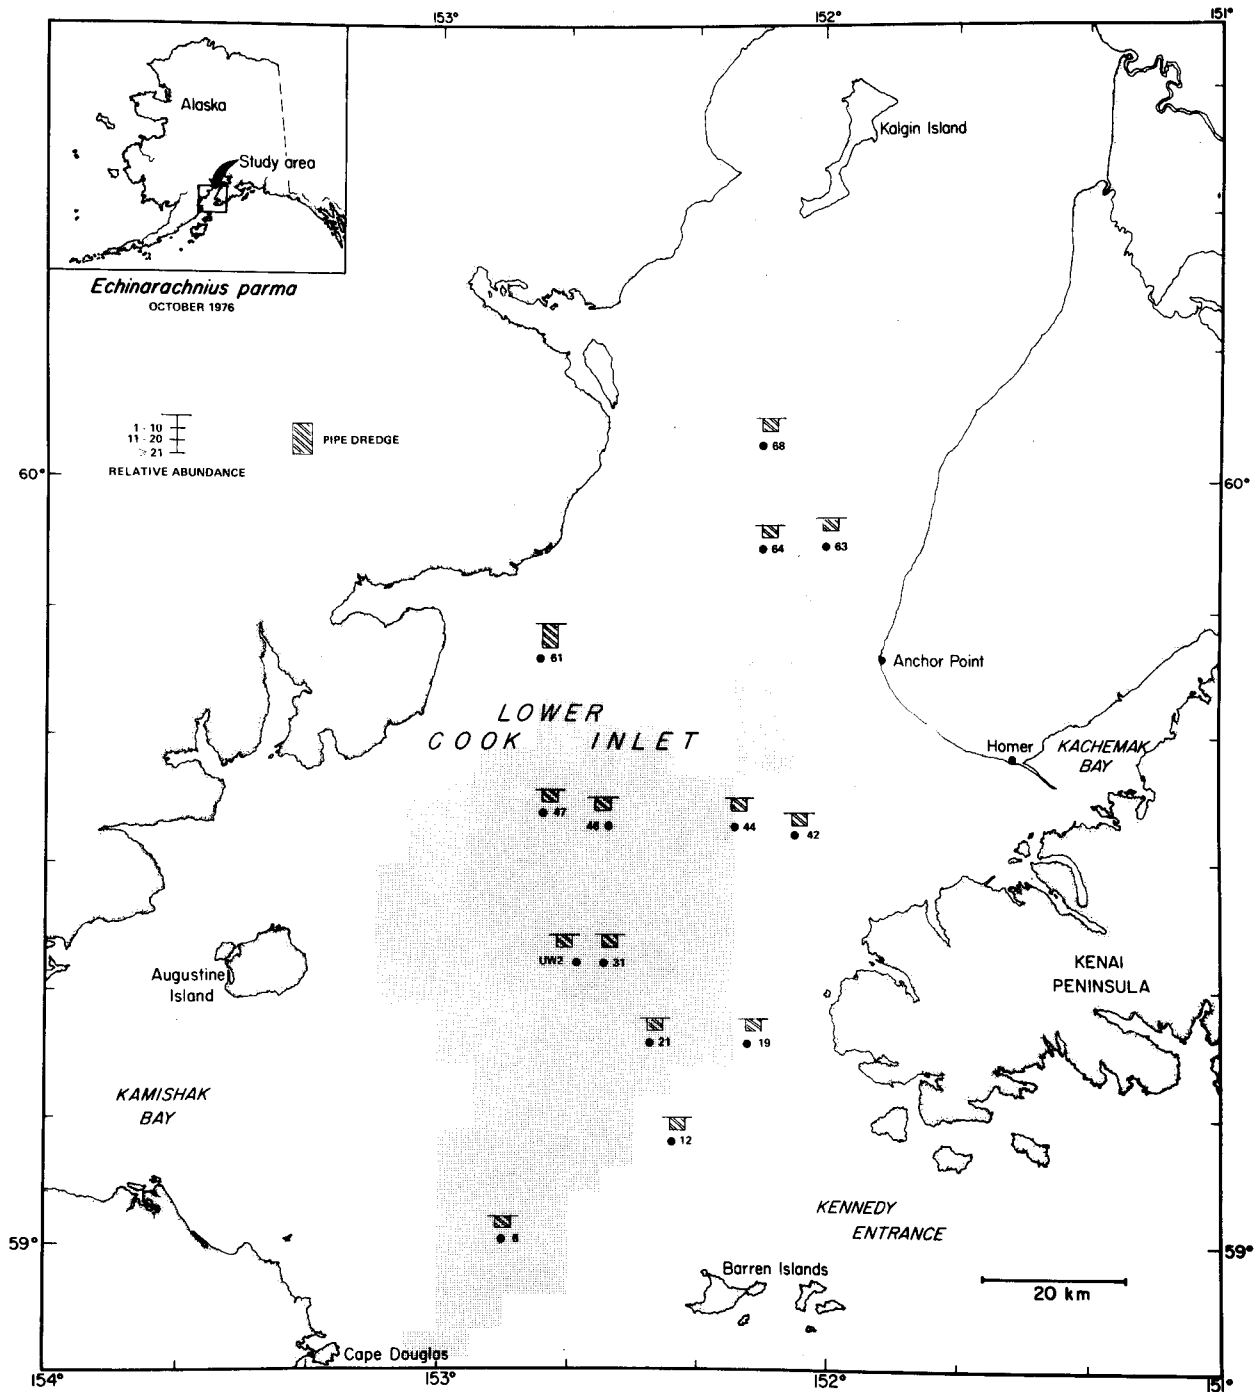 153°
152°
151°
Alaska
Study area
Kalgin Island
Echinarachnius parma
OCTOBER 1976
1 - 10
11 - 20
> 21
RELATIVE ABUNDANCE
PIPE DREDGE
68
60°
60°
64
63
61
Anchor Point
LOWER
COOK INLET
Homer
KACHEMAK
BAY
47
46
44
42
UW2
31
Augustine
Island
KENAI
PENINSULA
21
19
KAMISHAK
BAY
12
KENNEDY
ENTRANCE
59°
59°
Barren Islands
20 km
Cape Douglas
154°
153°
152°